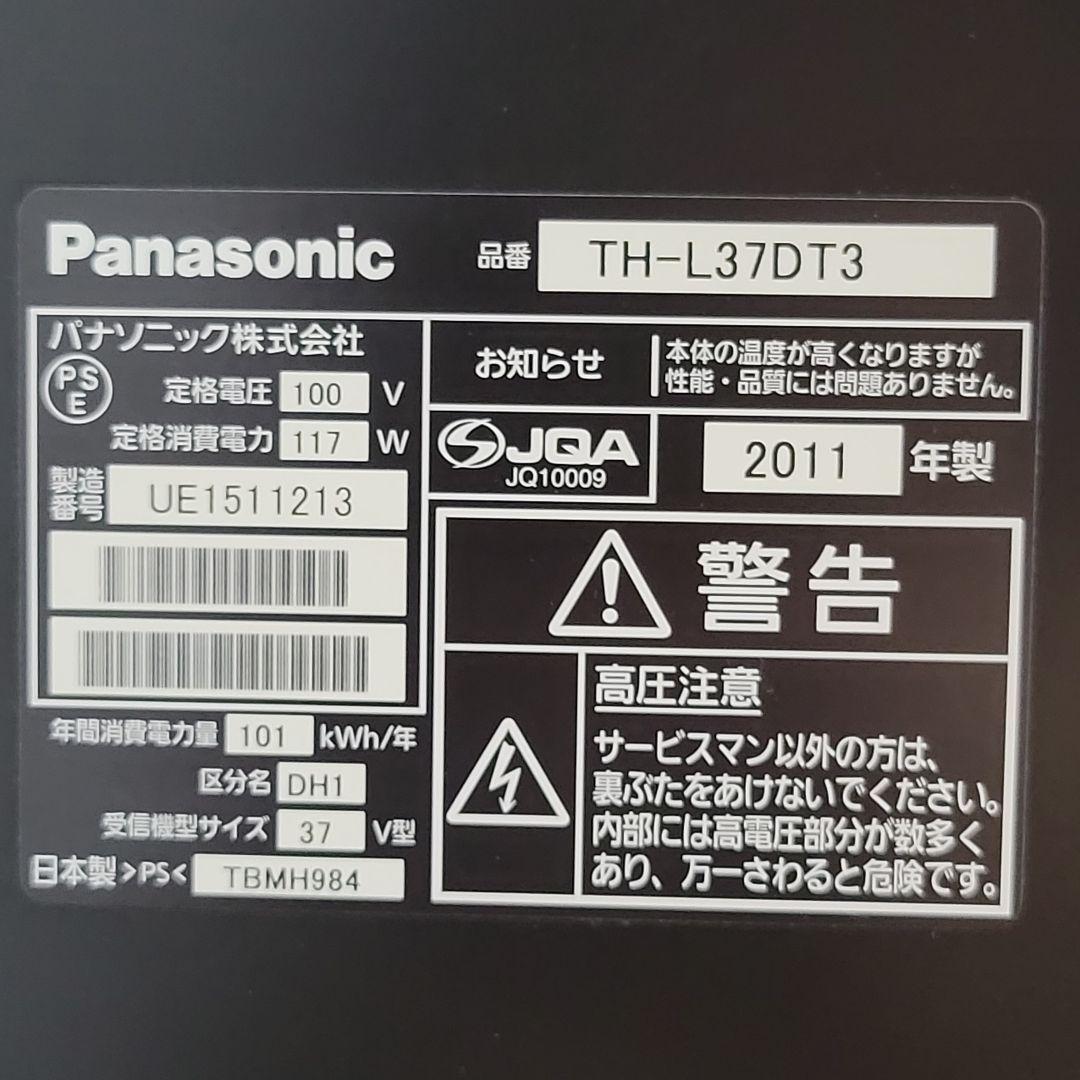 Panasonic 品番 TH-L37DT3
パナソニック株式会社
PS
E
定格電圧 100 V
定格消費電力 117 W
製造
番号
UE1511213
お知らせ
本体の温度が高くなりますが
性能・品質には問題ありません。
JQA
JQ10009
2011 年製
警告
高圧注意
サービスマン以外の方は、
裏ぶたをあけないでください。
内部には高電圧部分が数多く
あり、万一さわると危険です。
年間消費電力量 101 kWh/年
区分名 DH1
受信機型サイズ 37 V型
日本製 >PS< TBMH984